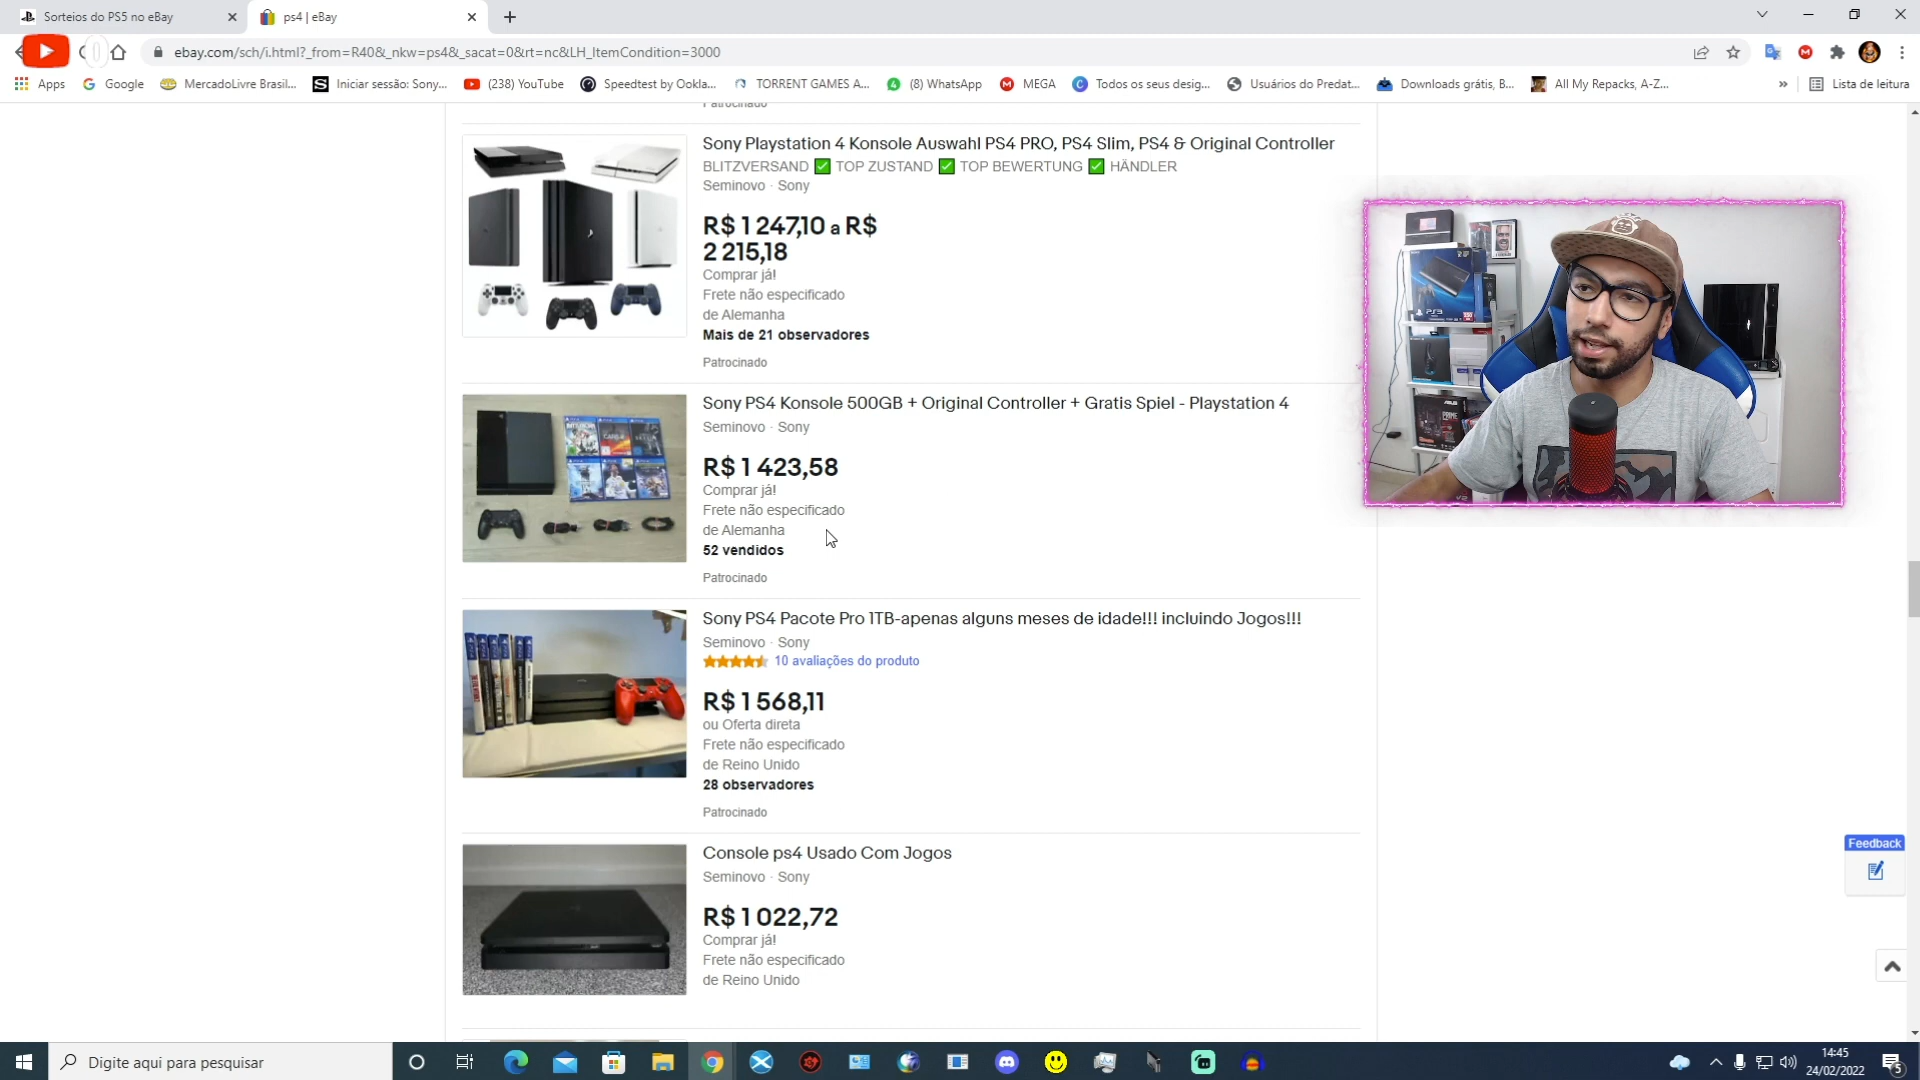 Sorteios do PS5 no eBay
ps4 | eBay
ebay.com/sch/i.html?_from=R40&_nkw=ps4&_sacat=0&rt=nc&LH_ItemCondition=3000
Apps
Google
MercadoLivre Brasil...
Iniciar sessão: Sony...
(238) YouTube
Speedtest by Ookla...
TORRENT GAMES A...
(8) WhatsApp
MEGA
Todos os seus desig...
Usuários do Predat...
Downloads grátis, B...
All My Repacks, A-Z...
»
Lista de leitura
Patrocinado
Sony Playstation 4 Konsole Auswahl PS4 PRO, PS4 Slim, PS4 & Original Controller
BLITZVERSAND ✅ TOP ZUSTAND ✅ TOP BEWERTUNG ✅ HÄNDLER
Seminovo · Sony
R$ 1 247,10 a R$
2 215,18
Comprar já!
Frete não especificado
de Alemanha
Mais de 21 observadores
Patrocinado
Sony PS4 Konsole 500GB + Original Controller + Gratis Spiel - Playstation 4
Seminovo · Sony
R$ 1 423,58
Comprar já!
Frete não especificado
de Alemanha
52 vendidos
Patrocinado
Sony PS4 Pacote Pro 1TB-apenas alguns meses de idade!!! incluindo Jogos!!!
Seminovo · Sony
10 avaliações do produto
R$ 1 568,11
ou Oferta direta
Frete não especificado
de Reino Unido
28 observadores
Patrocinado
Console ps4 Usado Com Jogos
Seminovo · Sony
R$ 1 022,72
Comprar já!
Frete não especificado
de Reino Unido
PS3
Feedback
Digite aqui para pesquisar
14:45
24/02/2022
5